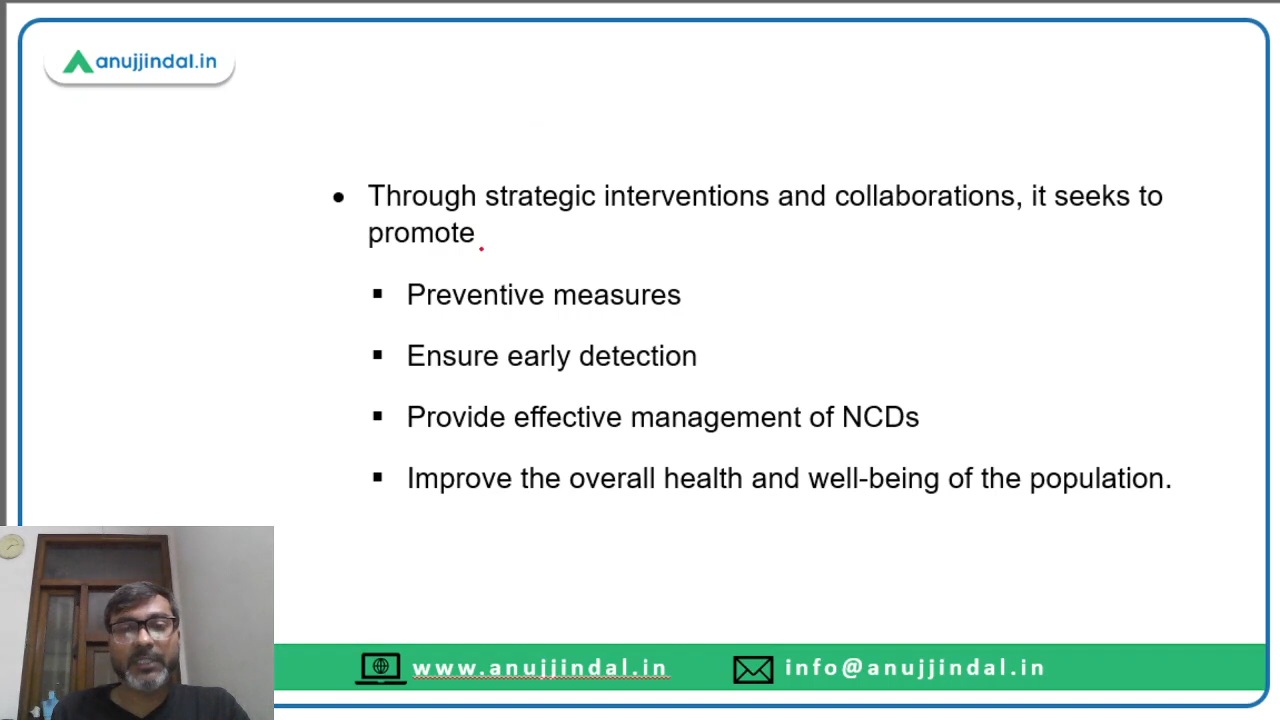 anujjindal.in
• Through strategic interventions and collaborations, it seeks to
promote
▪ Preventive measures
▪ Ensure early detection
▪ Provide effective management of NCDs
▪ Improve the overall health and well-being of the population.
www.anujjindal.in info@anujjindal.in